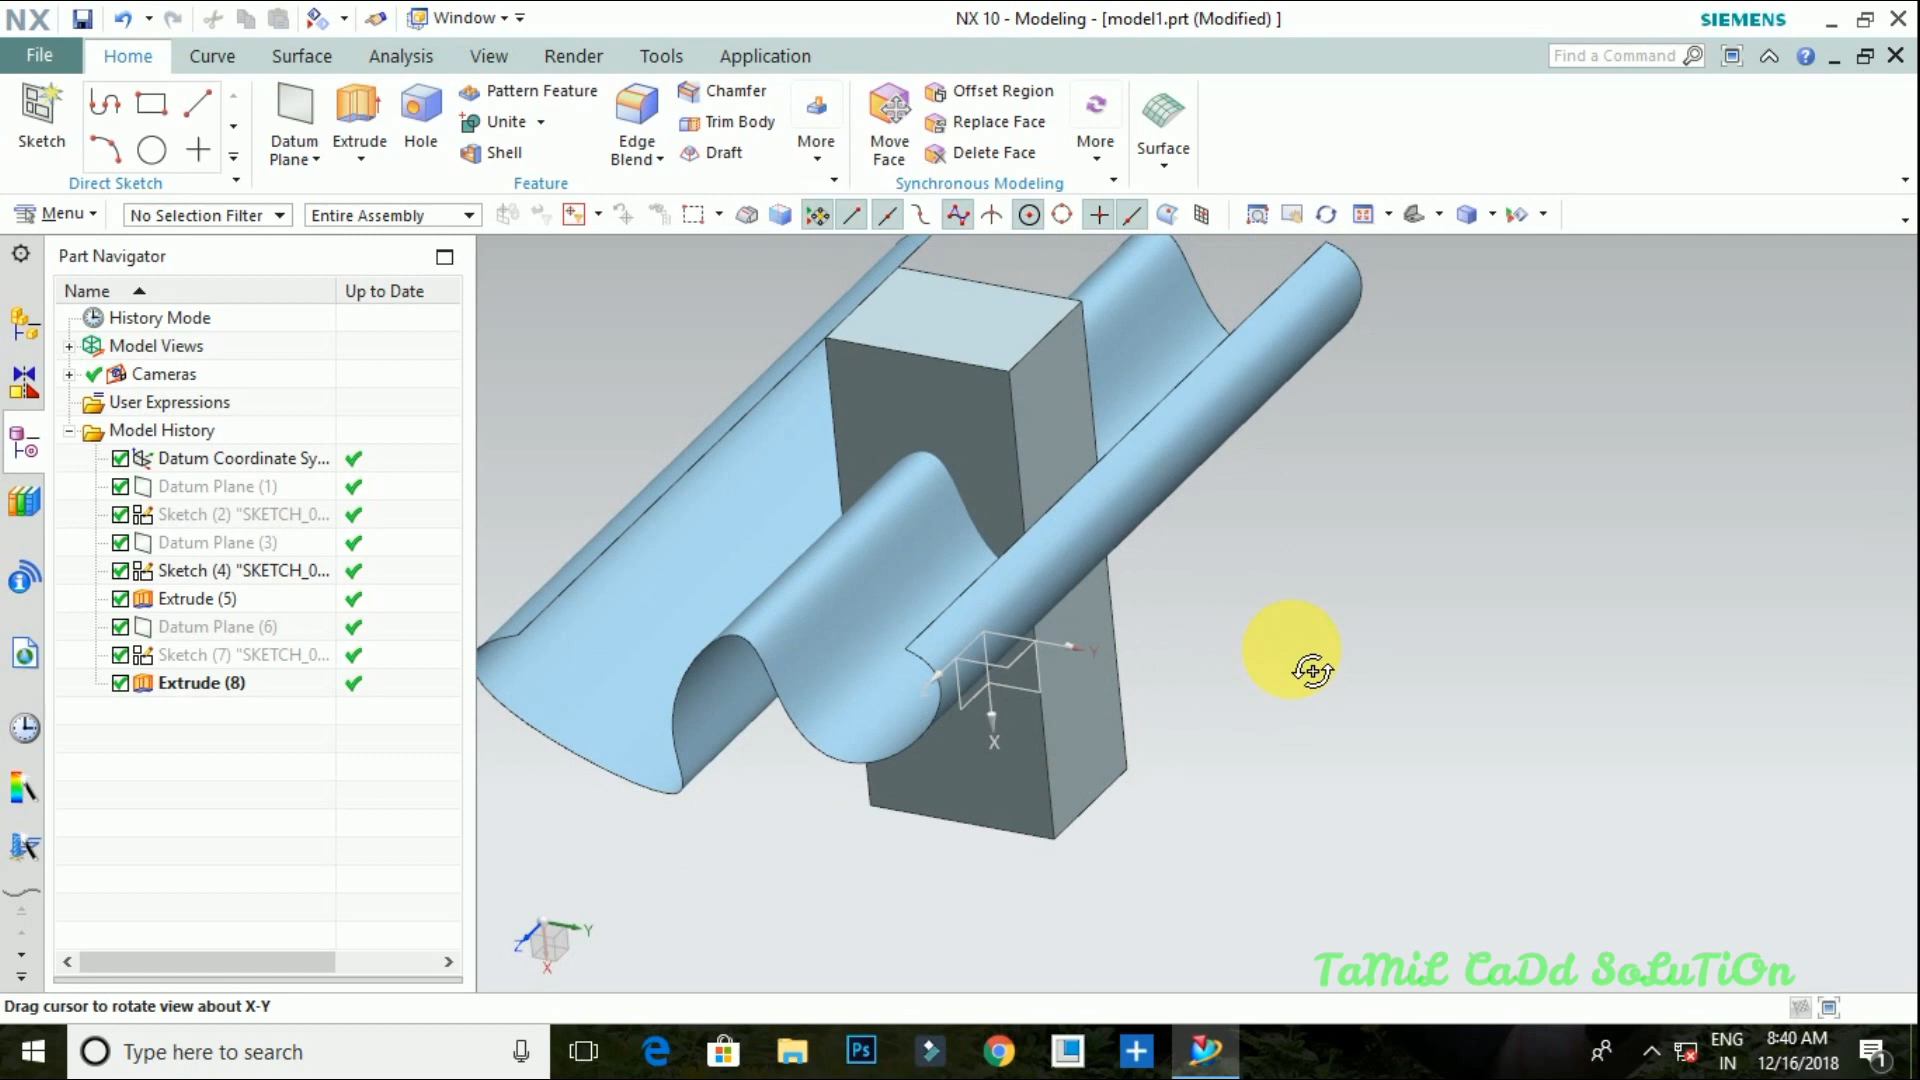 NX
Window
NX 10 - Modeling - [model1.prt (Modified) ]
SIEMENS
File
Home
Curve
Surface
Analysis
View
Render
Tools
Application
Find a Command
Sketch
Direct Sketch
Datum
Plane
Extrude
Hole
Pattern Feature
Unite
Shell
Edge
Blend
Chamfer
Trim Body
Draft
More
Feature
Move
Face
Offset Region
Replace Face
Delete Face
More
Synchronous Modeling
Surface
Menu
No Selection Filter
Entire Assembly
Part Navigator
Name
Up to Date
History Mode
Model Views
Cameras
User Expressions
Model History
Datum Coordinate Sy...
Datum Plane (1)
Sketch (2) "SKETCH_0...
Datum Plane (3)
Sketch (4) "SKETCH_0...
Extrude (5)
Datum Plane (6)
Sketch (7) "SKETCH_0...
Extrude (8)
Y
X
Z
Y
X
TaMiL CaDd SoLuTiOn
Drag cursor to rotate view about X-Y
Type here to search
Ps
ENG
IN
8:40 AM
12/16/2018
1